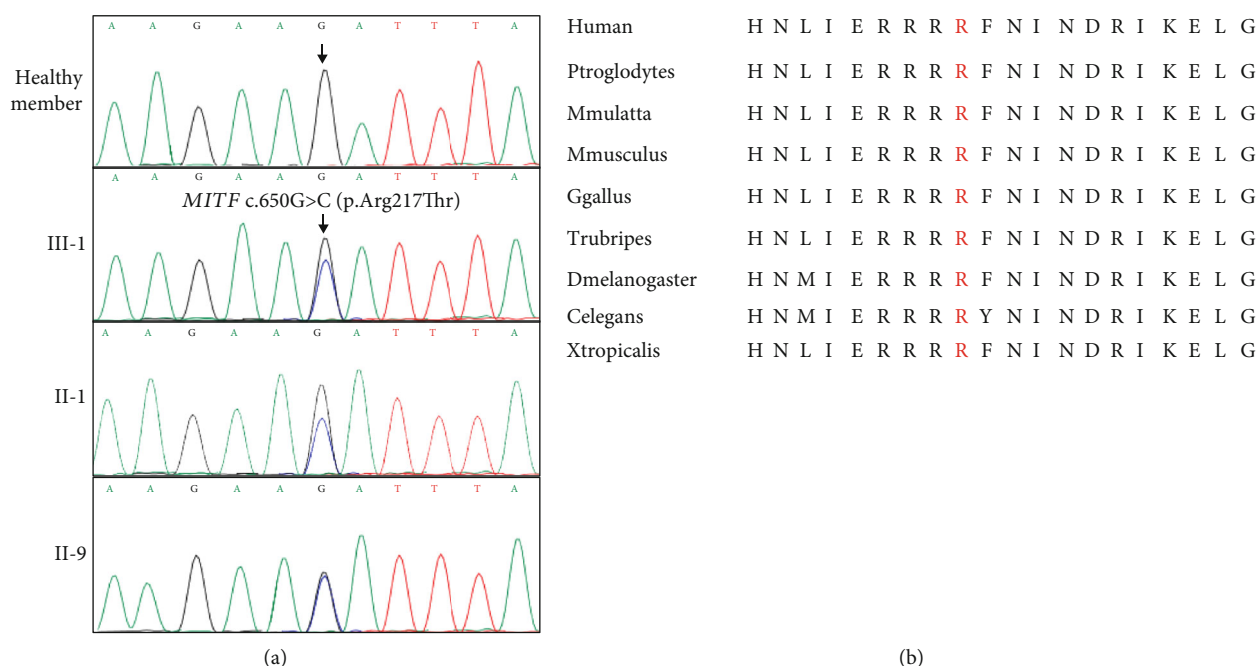 A A G A A G A T T T A
Healthy
member
A A G A A G A T T T A
MITF c.650G>C (p.Arg217Thr)
III-1
A A G A A G A T T T A
II-1
A A G A A G A T T T A
II-9
(a)
Human H N L I E R R R R F N I N D R I K E L G
Ptroglodytes H N L I E R R R R F N I N D R I K E L G
Mmulatta H N L I E R R R R F N I N D R I K E L G
Mmusculus H N L I E R R R R F N I N D R I K E L G
Ggallus H N L I E R R R R F N I N D R I K E L G
Trubripes H N L I E R R R R F N I N D R I K E L G
Dmelanogaster H N M I E R R R R F N I N D R I K E L G
Celegans H N M I E R R R R Y N I N D R I K E L G
Xtropicalis H N L I E R R R R F N I N D R I K E L G
(b)